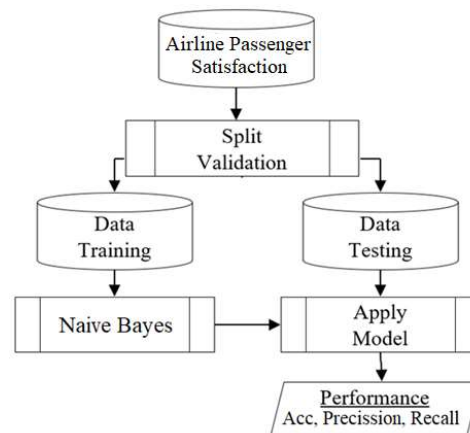 Airline Passenger
Satisfaction
Split
Validation
Data
Training
Data
Testing
Naive Bayes
Apply
Model
Performance
Acc, Precission, Recall